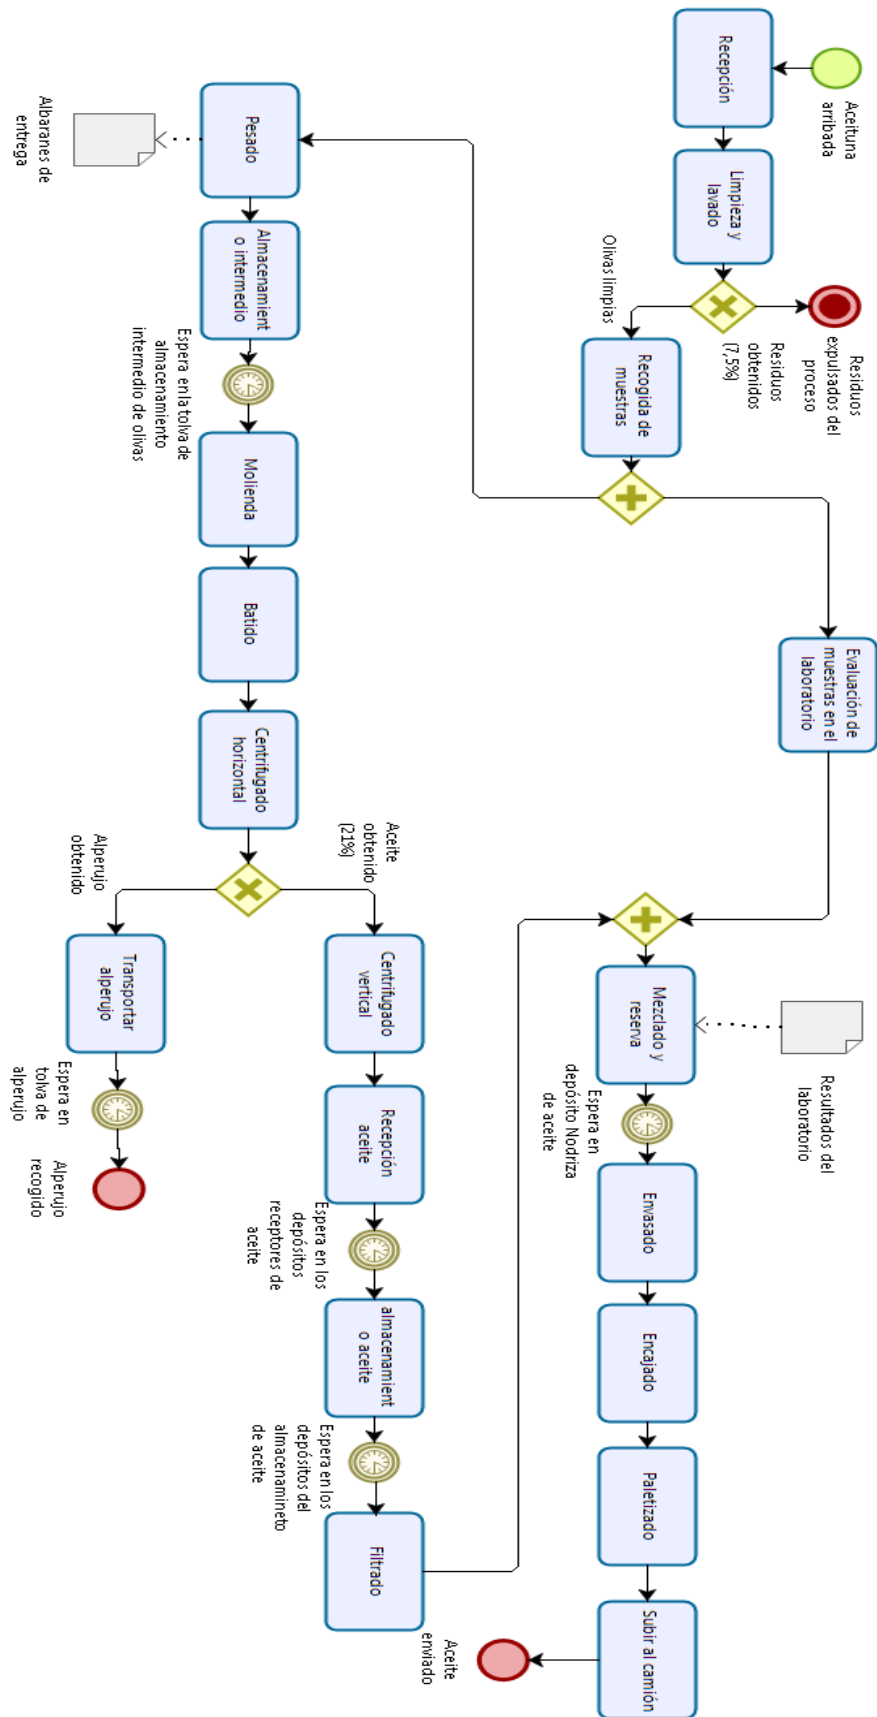 Aceituna
arribada
Recepción
Limpieza y
lavado
Residuos
expulsados del
proceso
Residuos
obtenidos
(7,5%)
Olivas limpias
Recogida de
muestras
Evaluación de
muestras en el
laboratorio
Pesado
Albaranes de
entrega
Almacenamient
o intermedio
Espera en la tolva de
almacenamiento
intermedio de olivas
Molienda
Batido
Centrifugado
horizontal
Aceite
obtenido
(21%)
Alperujo
obtenido
Transportar
alperujo
Espera en
tolva de
alperujo
Alperujo
recogido
Centrifugado
vertical
Recepción
aceite
Espera en los
depósitos
receptores de
aceite
almacenamient
o aceite
Espera en los
depósitos del
almacenamineto
de aceite
Filtrado
Mezclado y
reserva
Resultados del
laboratorio
Espera en
depósito Nodriza
de aceite
Envasado
Encajado
Paletizado
Subir al camión
Aceite
enviado